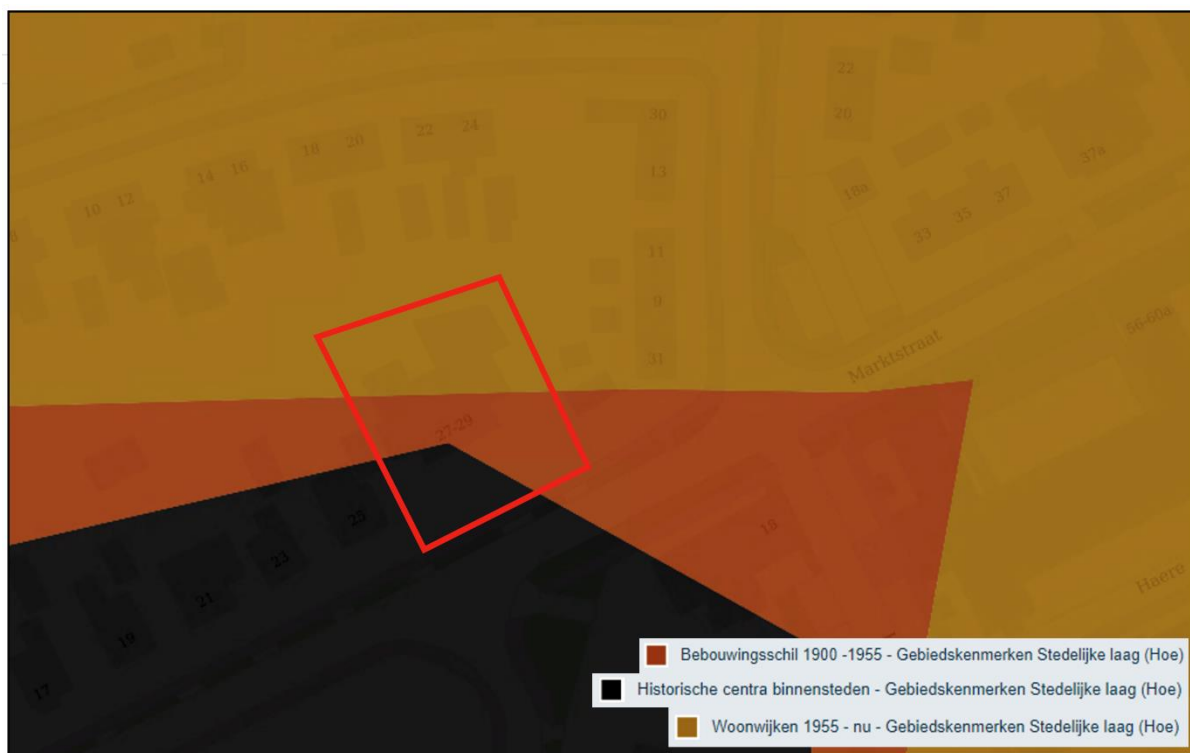 22
20
30
18 20 22 24
14 16
13
37a
10 12
18a
37
35
33
11
9
66-60a
31
Marktstraat
27-29
25
18
23
Haere
21
19
17
Bebouwingsschil 1900 -1955 - Gebiedskenmerken Stedelijke laag (Hoe)
Historische centra binnensteden - Gebiedskenmerken Stedelijke laag (Hoe)
Woonwijken 1955 - nu - Gebiedskenmerken Stedelijke laag (Hoe)